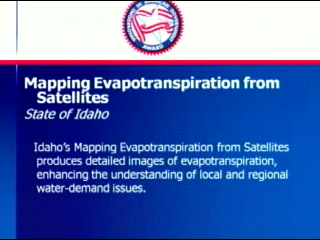 AWARD
Mapping Evapotranspiration from
Satellites
State of Idaho
Idaho's Mapping Evapotranspiration from Satellites
produces detailed images of evapotranspiration,
enhancing the understanding of local and regional
water-demand issues.